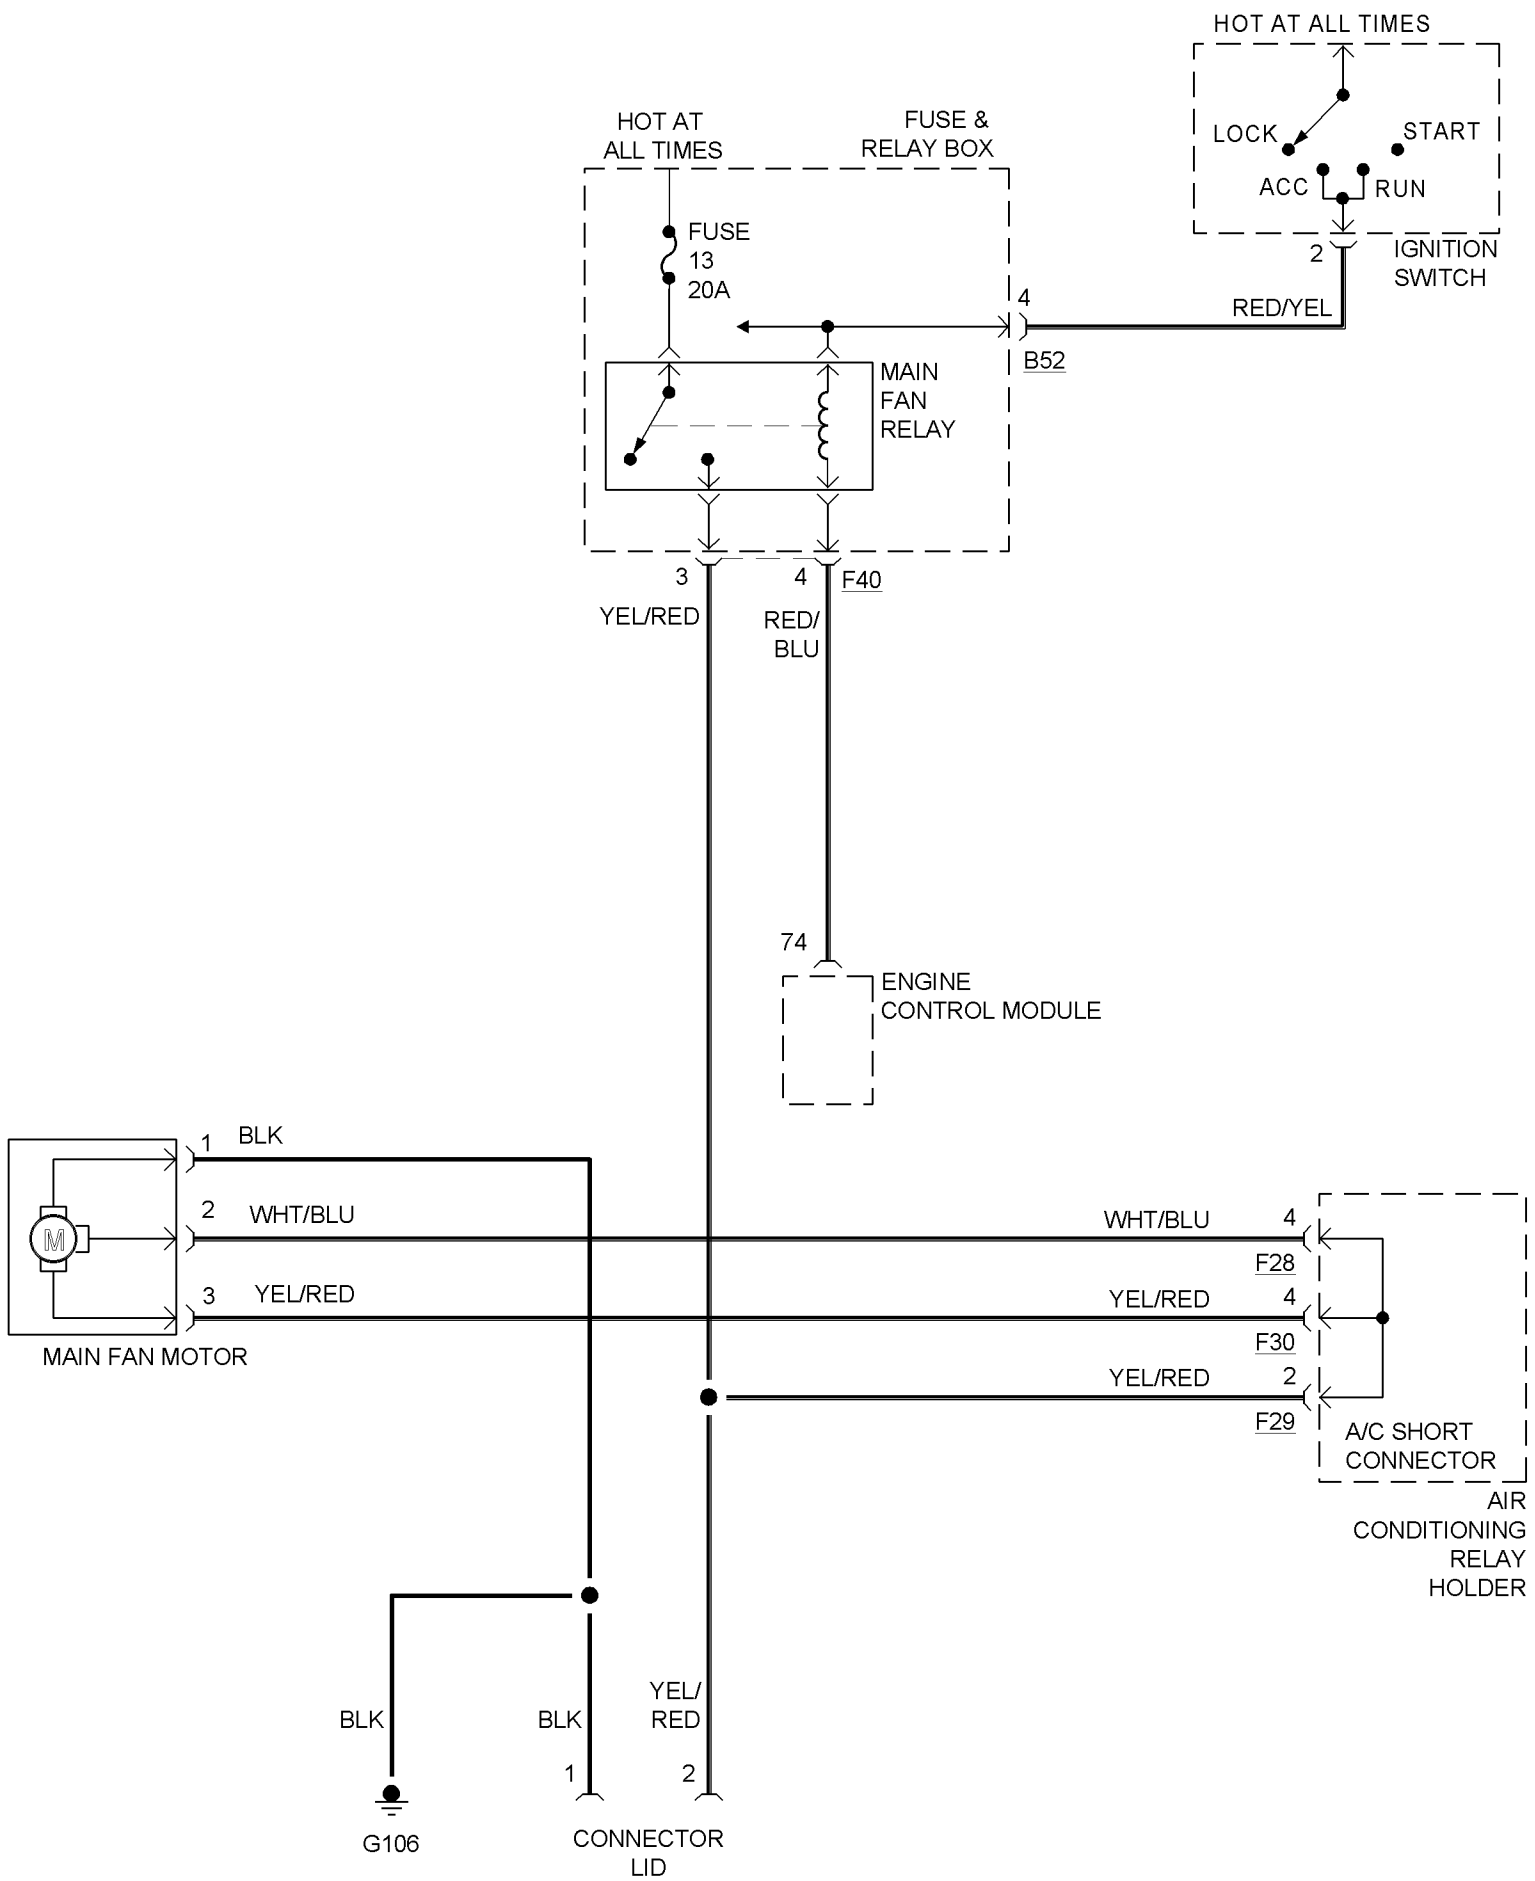 HOT AT ALL TIMES
LOCK
START
ACC
RUN
2
IGNITION
SWITCH
RED/YEL
HOT AT
ALL TIMES
FUSE &
RELAY BOX
FUSE
13
20A
4
B52
MAIN
FAN
RELAY
3
4
F40
YEL/RED
RED/
BLU
74
ENGINE
CONTROL MODULE
1
BLK
2
WHT/BLU
WHT/BLU
4
F28
M
3
YEL/RED
YEL/RED
4
F30
MAIN FAN MOTOR
YEL/RED
2
F29
A/C SHORT
CONNECTOR
AIR
CONDITIONING
RELAY
HOLDER
BLK
BLK
YEL/
RED
1
2
G106
CONNECTOR
LID